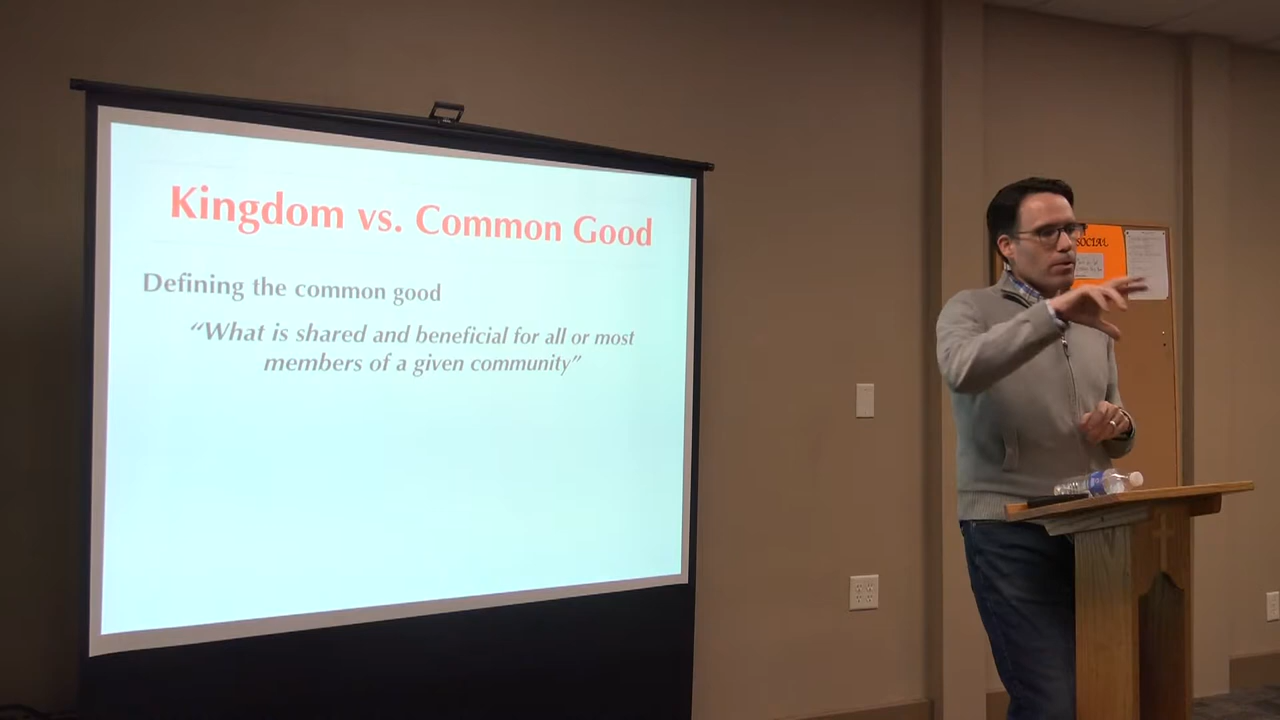 Kingdom vs. Common Good
Defining the common good
“What is shared and beneficial for all or most
members of a given community”
SOCIAL